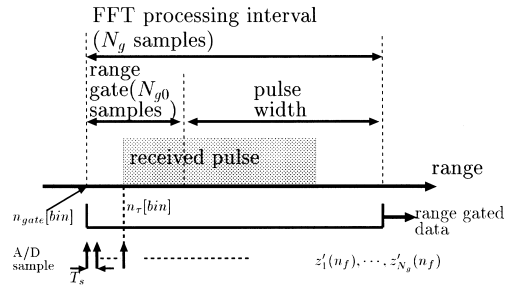 FFT processing interval
(N_g samples)
range
gate(N_g0
samples )
pulse
width
received pulse
range
n_gate[bin]
n_τ[bin]
range gated
data
A/D
sample
T_s
z′_1(n_f),⋯,z′_{N_g}(n_f)